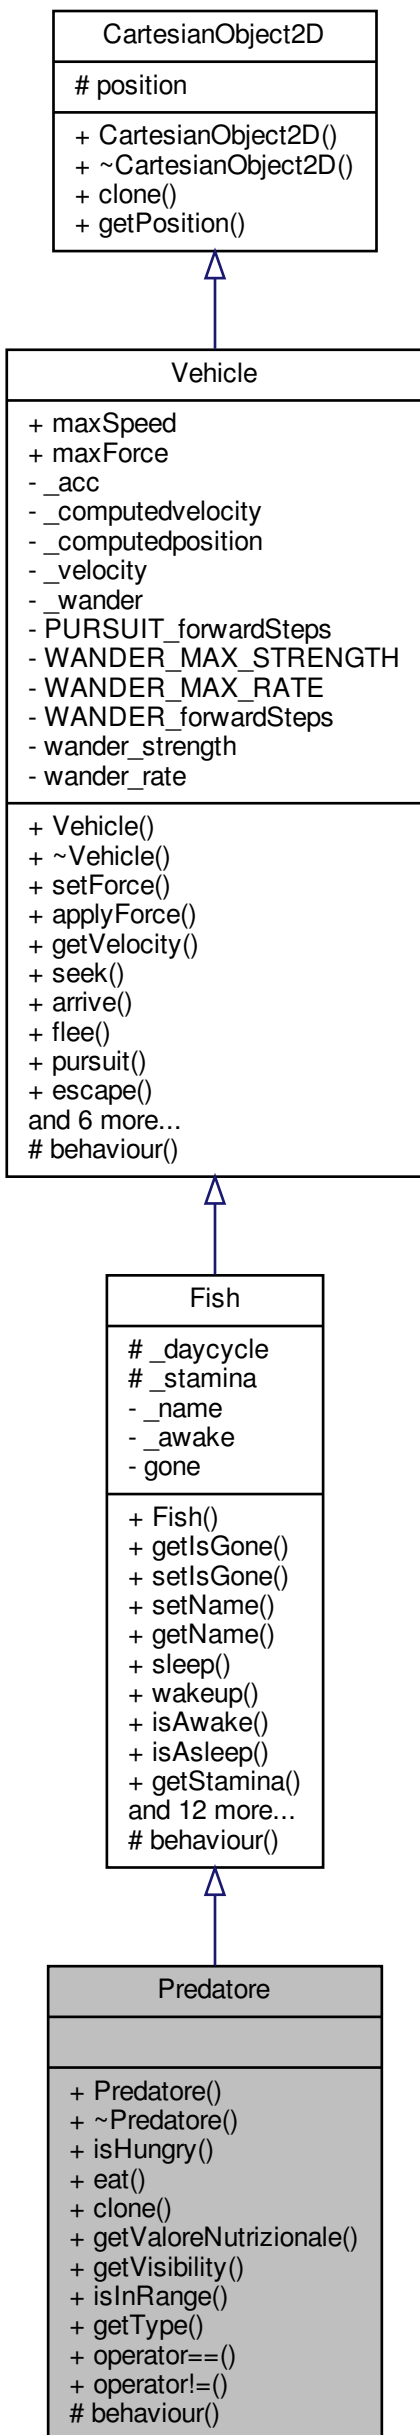 CartesianObject2D
# position
+ CartesianObject2D()
+ ~CartesianObject2D()
+ clone()
+ getPosition()
Vehicle
+ maxSpeed
+ maxForce
- _acc
- _computedvelocity
- _computedposition
- _velocity
- _wander
- PURSUIT_forwardSteps
- WANDER_MAX_STRENGTH
- WANDER_MAX_RATE
- WANDER_forwardSteps
- wander_strength
- wander_rate
+ Vehicle()
+ ~Vehicle()
+ setForce()
+ applyForce()
+ getVelocity()
+ seek()
+ arrive()
+ flee()
+ pursuit()
+ escape()
and 6 more...
# behaviour()
Fish
# _daycycle
# _stamina
- _name
- _awake
- gone
+ Fish()
+ getIsGone()
+ setIsGone()
+ setName()
+ getName()
+ sleep()
+ wakeup()
+ isAwake()
+ isAsleep()
+ getStamina()
and 12 more...
# behaviour()
Predatore
+ Predatore()
+ ~Predatore()
+ isHungry()
+ eat()
+ clone()
+ getValoreNutrizionale()
+ getVisibility()
+ isInRange()
+ getType()
+ operator==()
+ operator!=()
# behaviour()